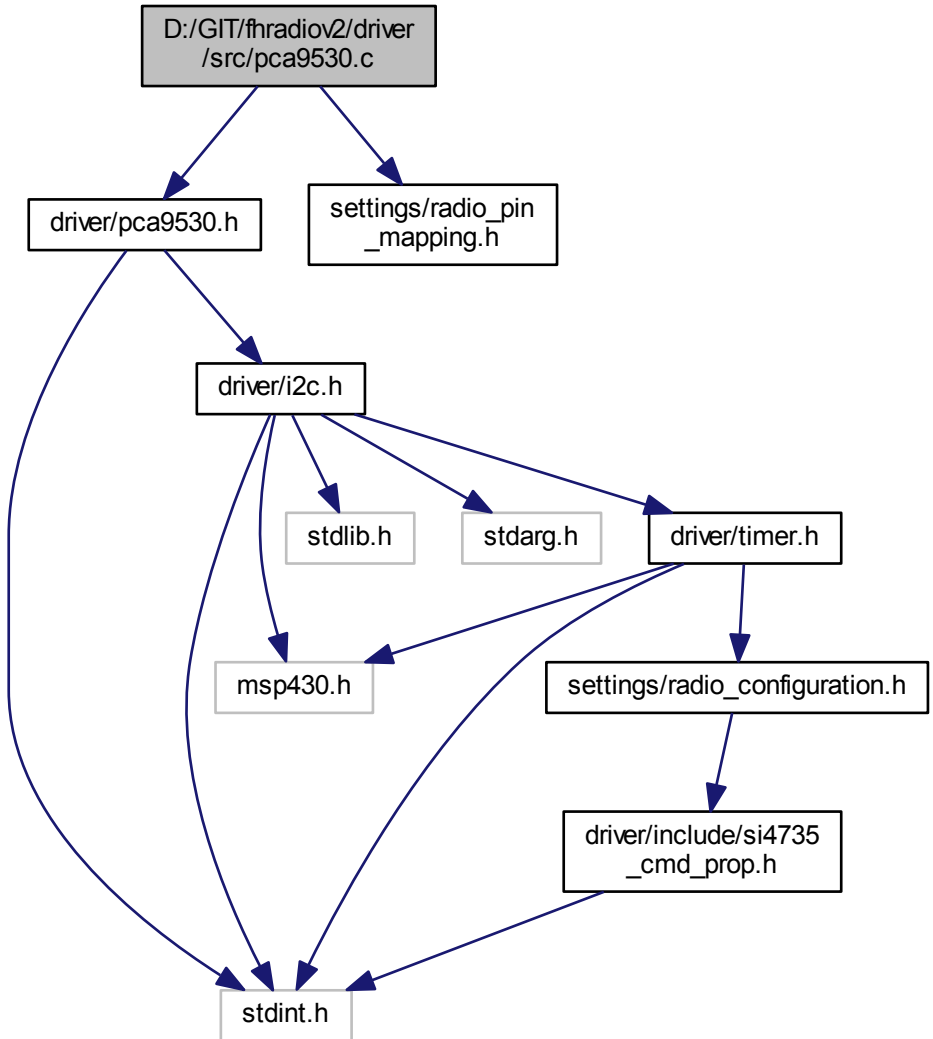 D:/GIT/fhradiov2/driver
/src/pca9530.c
driver/pca9530.h
settings/radio_pin
_mapping.h
driver/i2c.h
stdlib.h
stdarg.h
driver/timer.h
msp430.h
settings/radio_configuration.h
driver/include/si4735
_cmd_prop.h
stdint.h